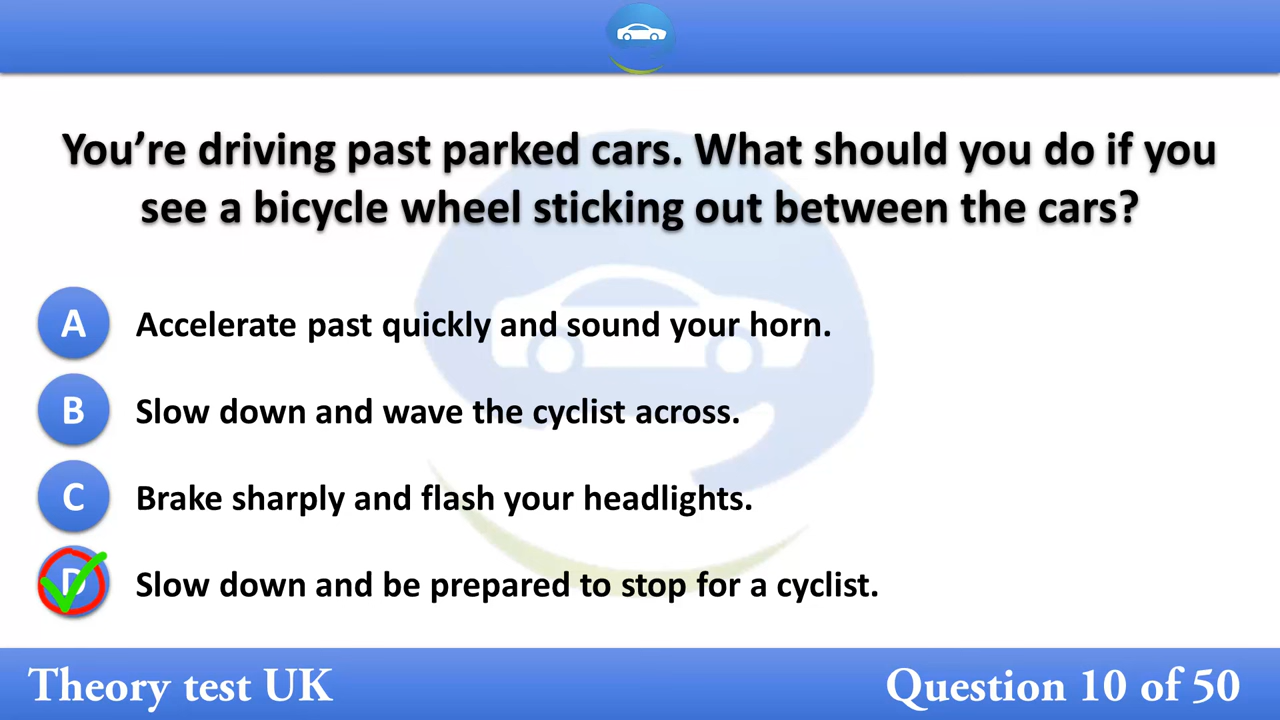 You’re driving past parked cars. What should you do if you
see a bicycle wheel sticking out between the cars?
A Accelerate past quickly and sound your horn.
B Slow down and wave the cyclist across.
C Brake sharply and flash your headlights.
D Slow down and be prepared to stop for a cyclist.
Theory test UK Question 10 of 50